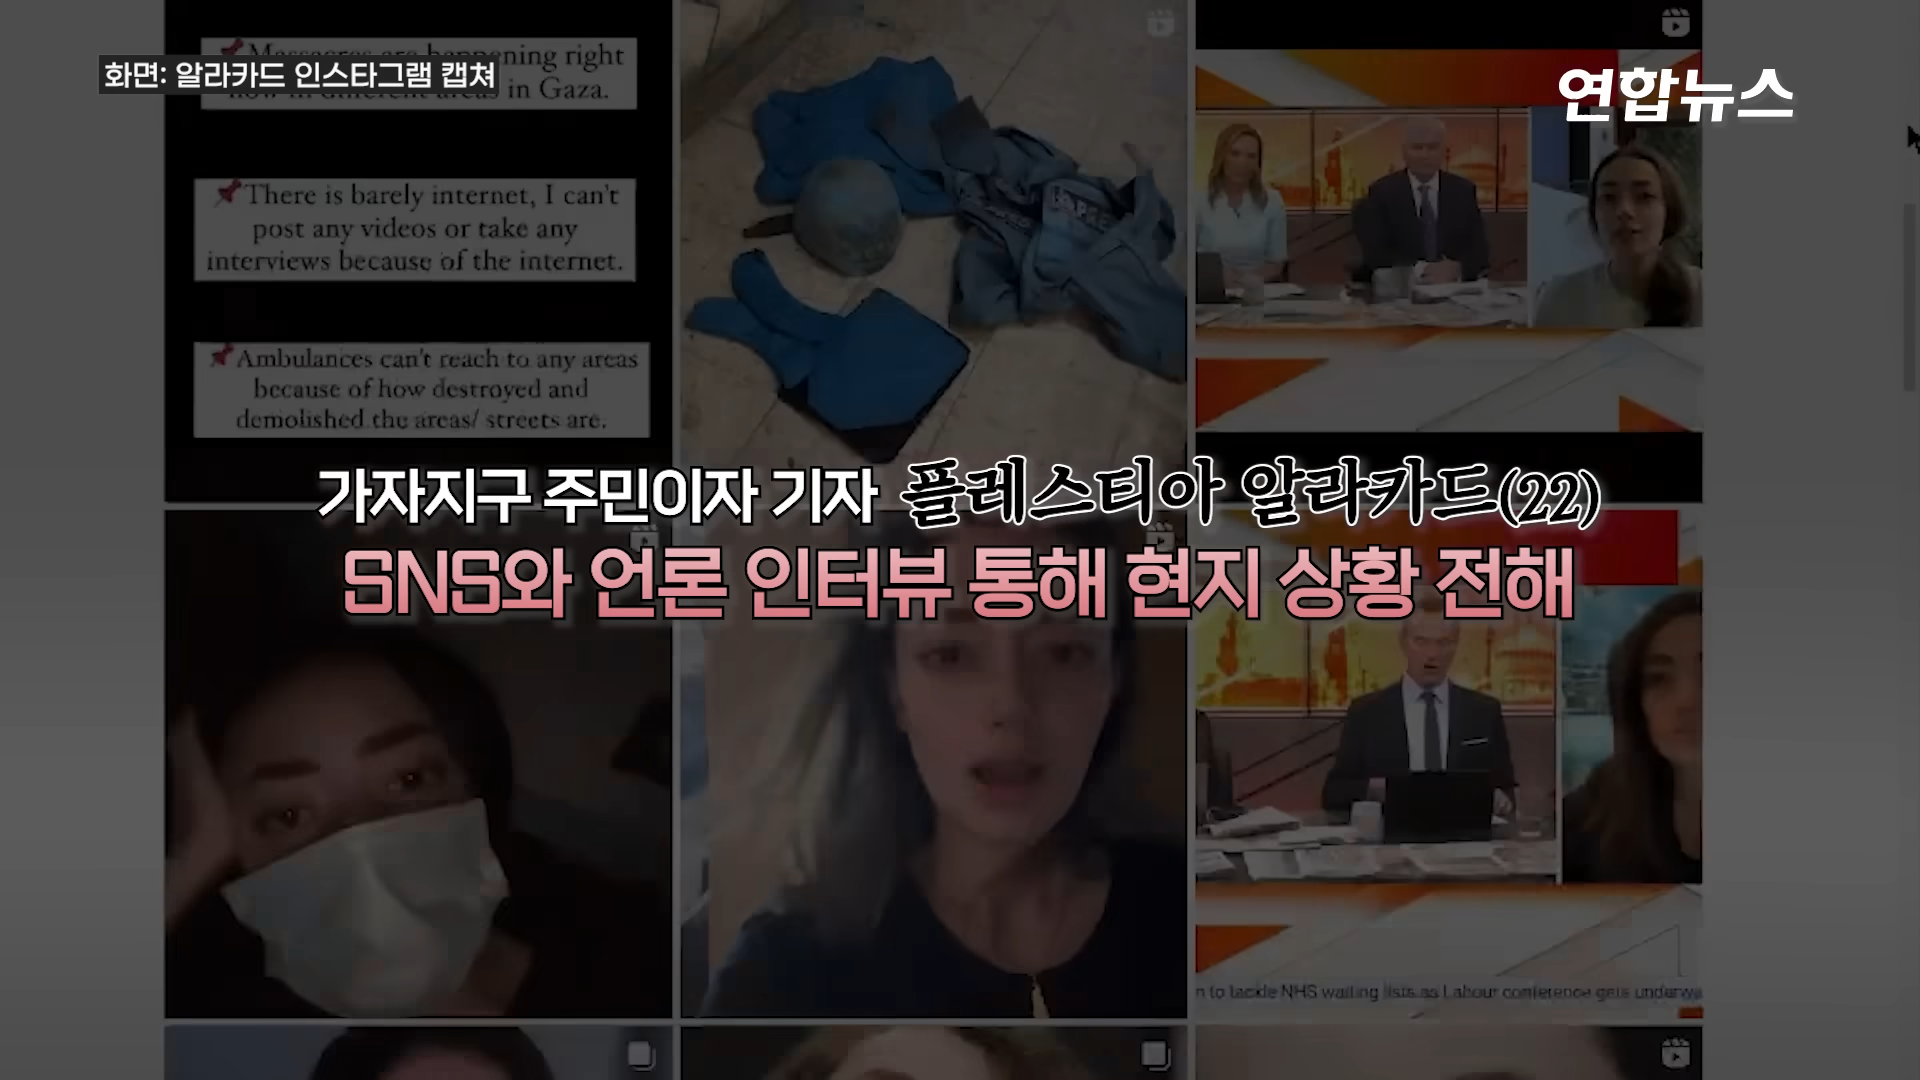 화면: 알라카드 인스타그램 캡쳐
연합뉴스
happening right
in Gaza.
There is barely internet, I can't
post any videos or take any
interviews because of the internet.
Ambulances can't reach to any areas
because of how destroyed and
demolished the areas/ streets are.
가자지구 주민이자 기자 플레스티아 알라카드(22)
SNS와 언론 인터뷰 통해 현지 상황 전해
n to tackle NHS waiting lists as Labour conference gets underwa